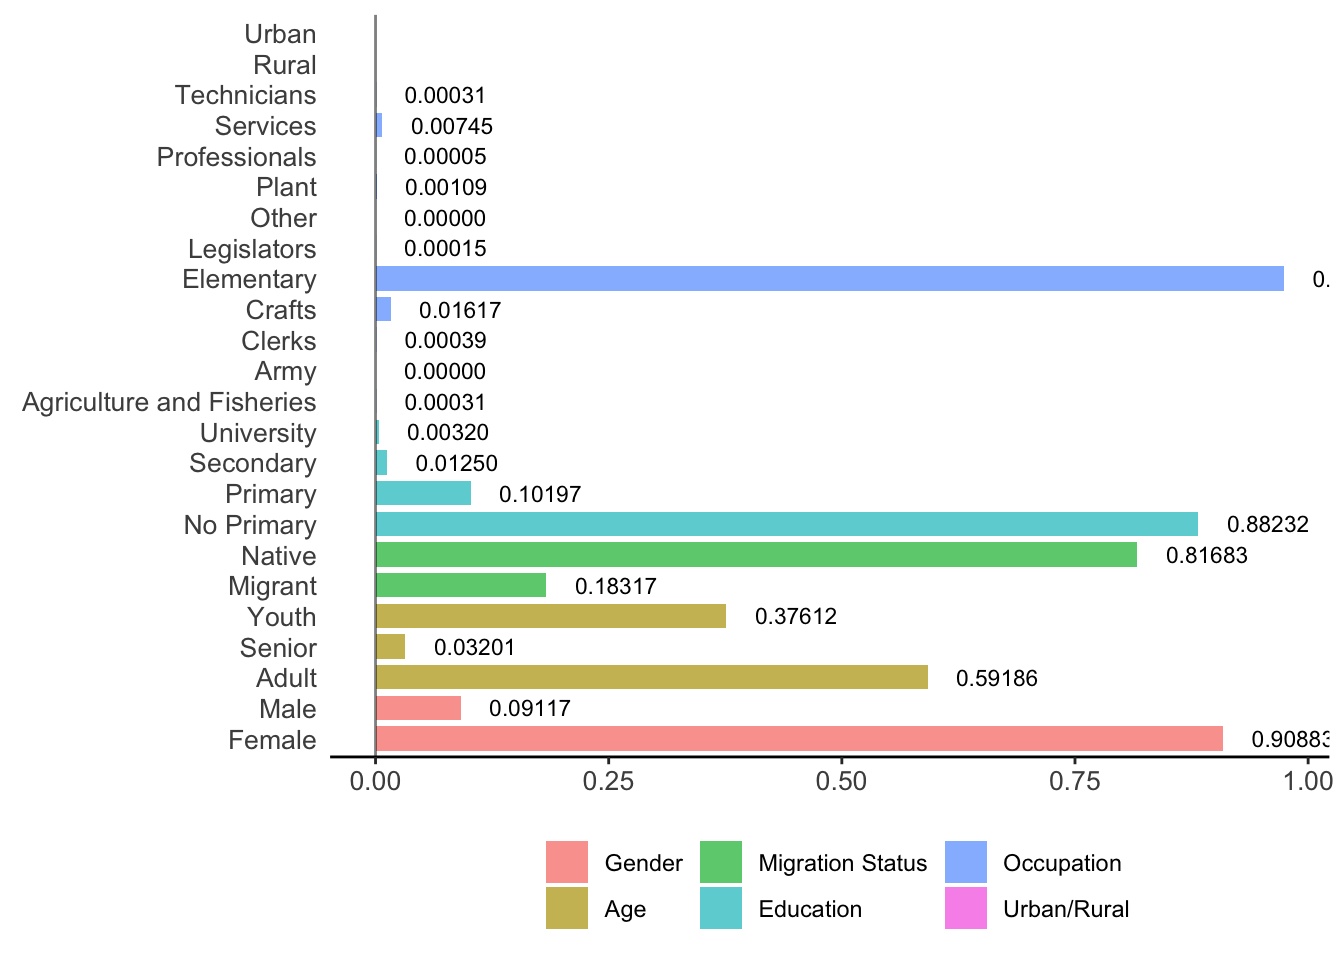 Urban
Rural
Technicians 0.00031
Services 0.00745
Professionals 0.00005
Plant 0.00109
Other 0.00000
Legislators 0.00015
Elementary 0.
Crafts 0.01617
Clerks 0.00039
Army 0.00000
Agriculture and Fisheries 0.00031
University 0.00320
Secondary 0.01250
Primary 0.10197
No Primary 0.88232
Native 0.81683
Migrant 0.18317
Youth 0.37612
Senior 0.03201
Adult 0.59186
Male 0.09117
Female 0.90883
0.00 0.25 0.50 0.75 1.00
Gender Migration Status Occupation
Age Education Urban/Rural